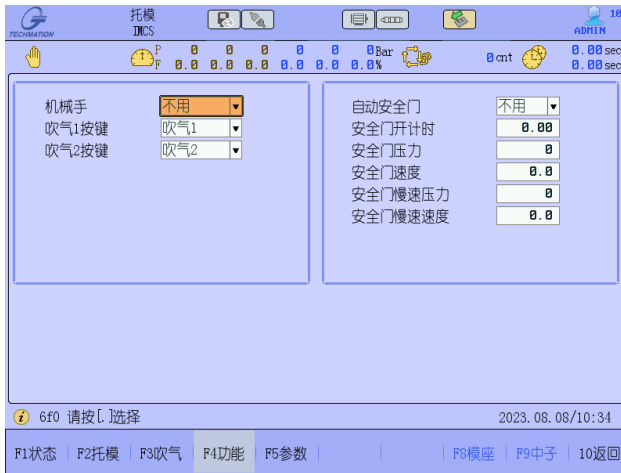 TECHMATION
托模
IMCS
ADMIN 10
P 0 0 0 0 0 0Bar 0cnt 0.00sec
F 0.0 0.0 0.0 0.0 0.0 0.0% 0.00sec
机械手 不用
吹气1按键 吹气1
吹气2按键 吹气2
自动安全门 不用
安全门开计时 0.00
安全门压力 0
安全门速度 0.0
安全门慢速压力 0
安全门慢速速度 0.0
6f0 请按[.]选择 2023.08.08/10:34
F1状态 F2托模 F3吹气 F4功能 F5参数 F8模座 F9中子 10返回